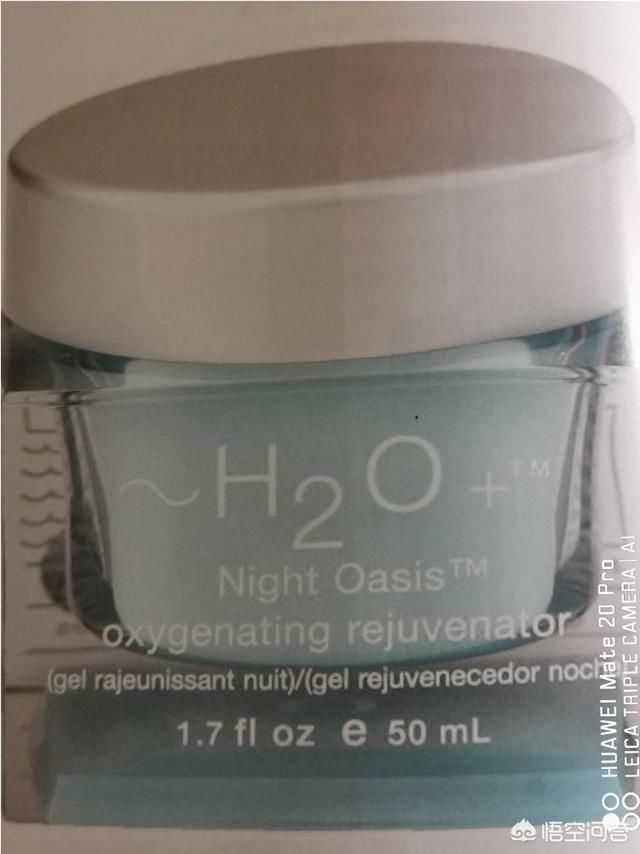 ~H2O+™
Night Oasis™
oxygenating rejuvenator
(gel rajeunissant nuit)/(gel rejuvenecedor noche
1.7 fl oz e 50 mL
HUAWEI Mate 20 Pro
LEICA TRIPLE CAMERA | AI
悟空问答